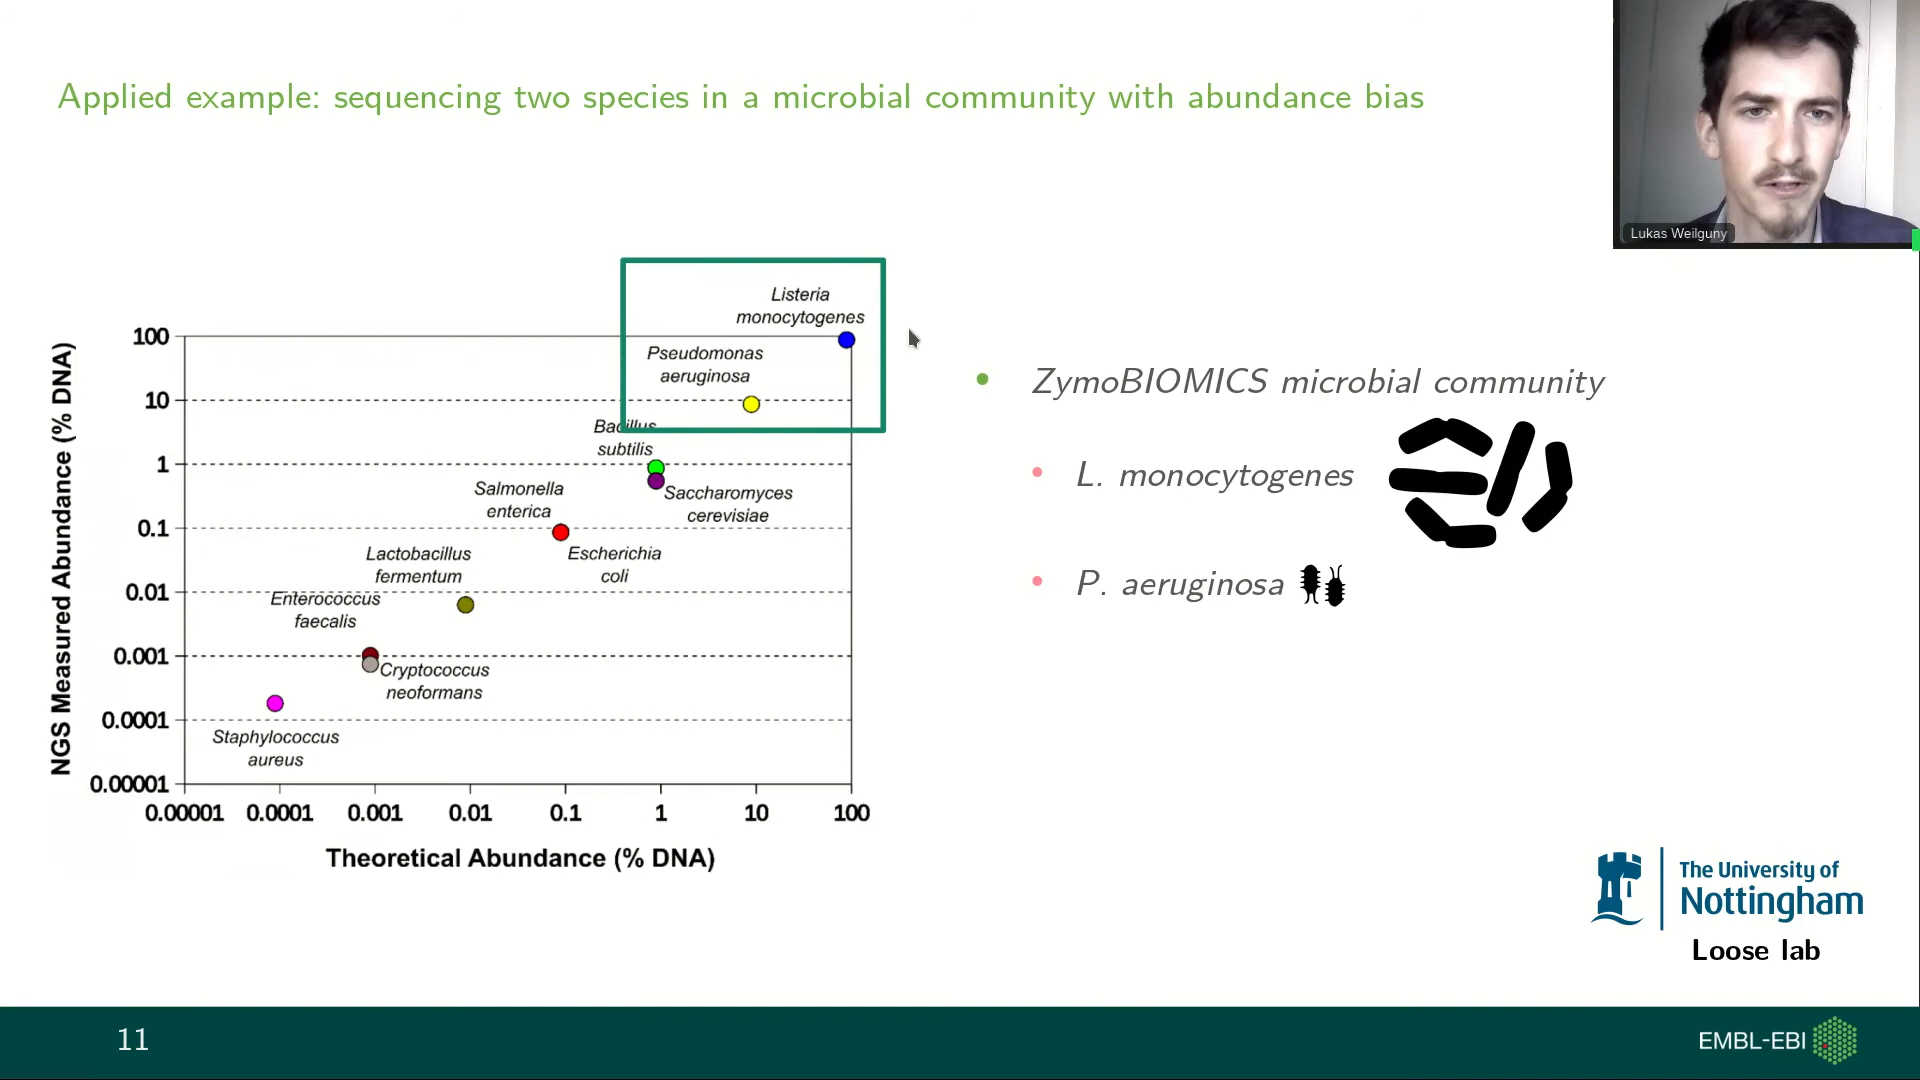 Applied example: sequencing two species in a microbial community with abundance bias
Lukas Weilguny
NGS Measured Abundance (% DNA)
100
10
1
0.1
0.01
0.001
0.0001
0.00001
0.00001 0.0001 0.001 0.01 0.1 1 10 100
Theoretical Abundance (% DNA)
Listeria
monocytogenes
Pseudomonas
aeruginosa
Bacillus
subtilis
Saccharomyces
cerevisiae
Salmonella
enterica
Escherichia
coli
Lactobacillus
fermentum
Enterococcus
faecalis
Cryptococcus
neoformans
Staphylococcus
aureus
• ZymoBIOMICS microbial community
• L. monocytogenes
• P. aeruginosa
The University of
Nottingham
Loose lab
11
EMBL-EBI